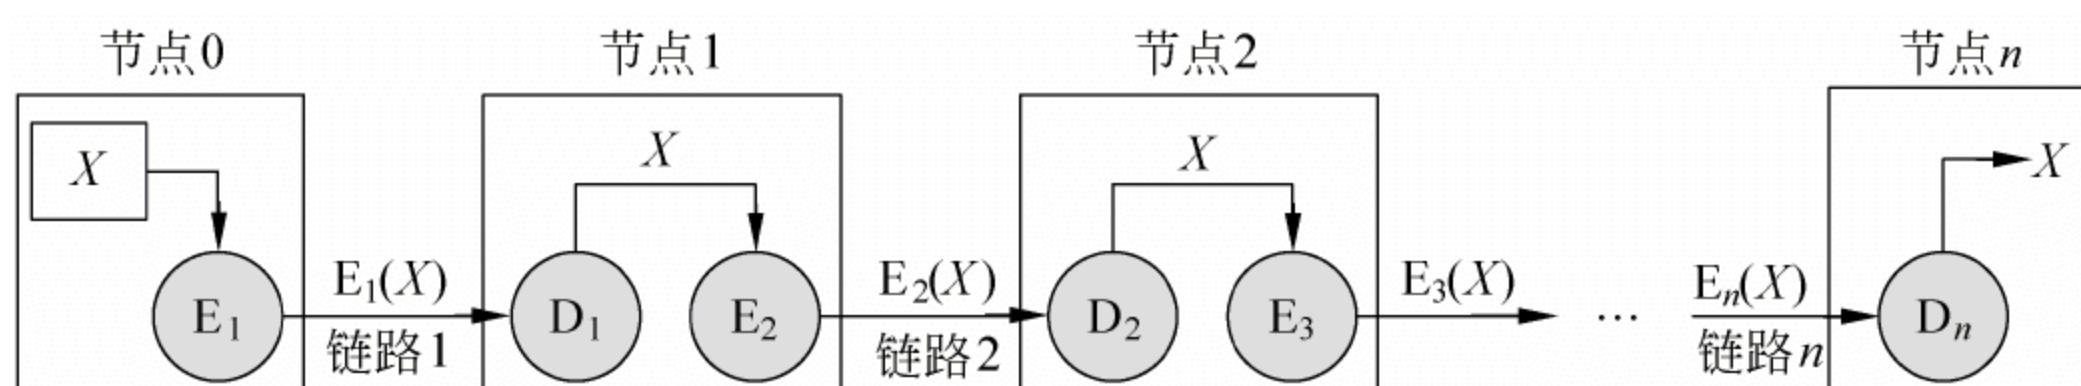 节点0 节点1 节点2 节点n
X X X X
E1(X) E2(X) E3(X) En(X)
E1 D1 E2 D2 E3 … Dn
链路1 链路2 链路n